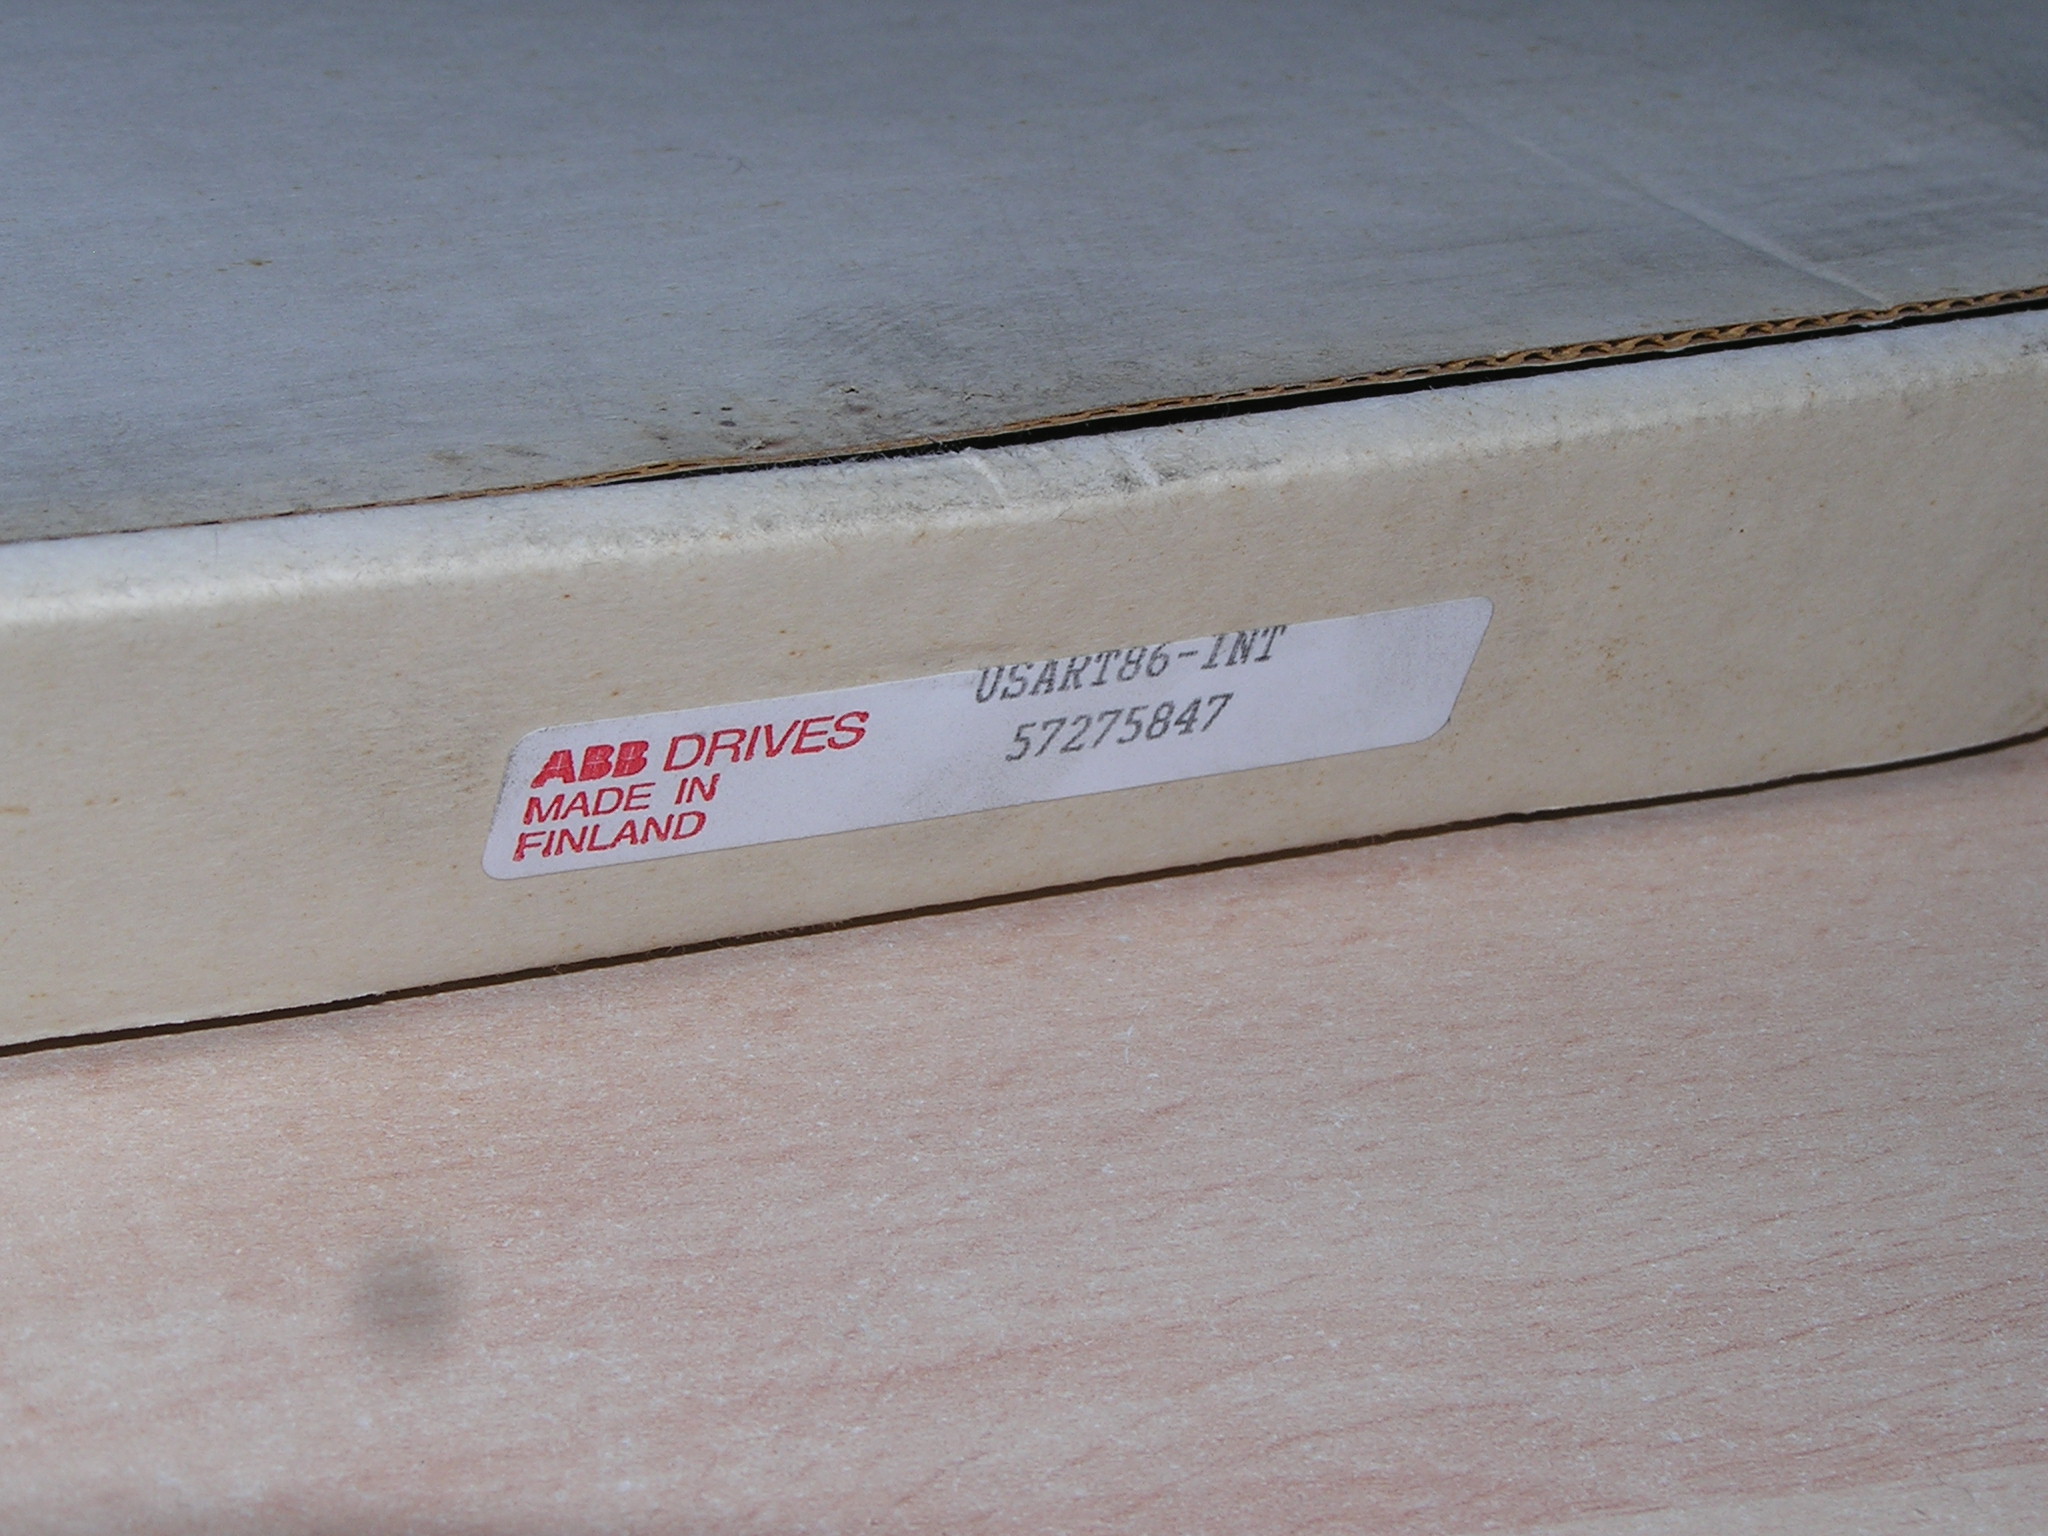 ABB DRIVES
MADE IN
FINLAND
USART86-INT
57275847